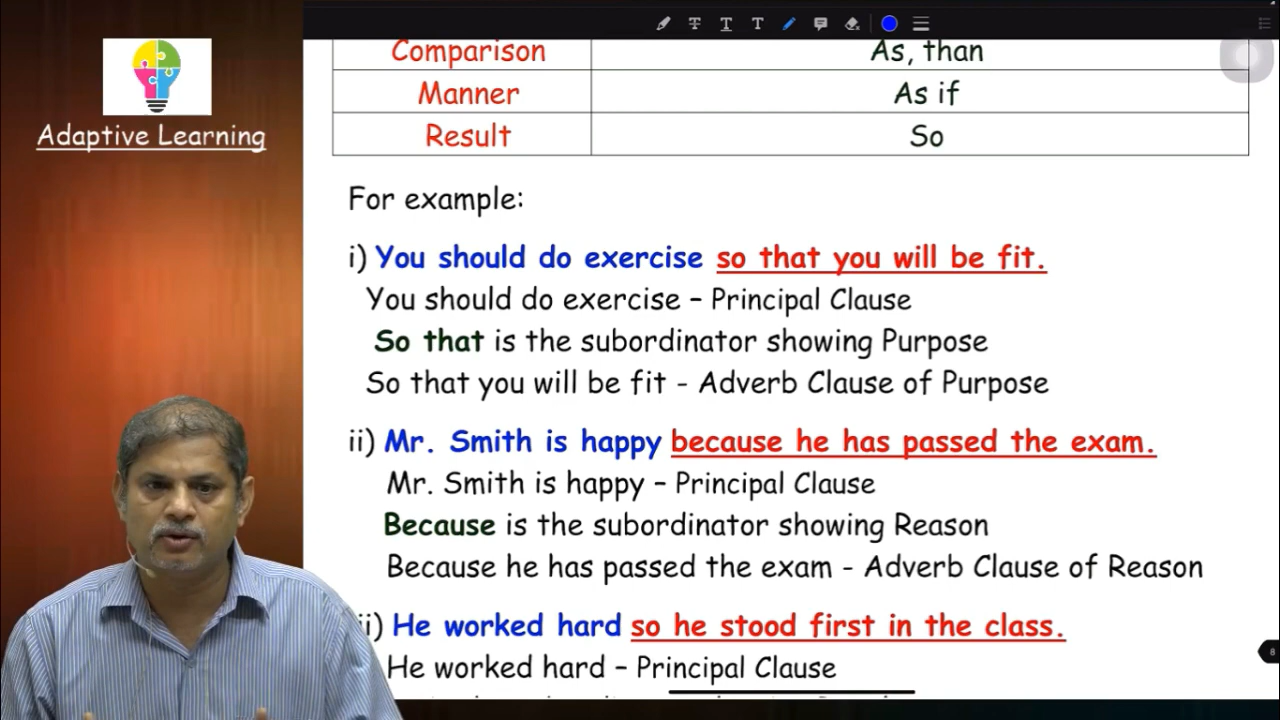 Adaptive Learning
Comparison As, than
Manner As if
Result So
For example:
i) You should do exercise so that you will be fit.
You should do exercise – Principal Clause
So that is the subordinator showing Purpose
So that you will be fit - Adverb Clause of Purpose
ii) Mr. Smith is happy because he has passed the exam.
Mr. Smith is happy – Principal Clause
Because is the subordinator showing Reason
Because he has passed the exam - Adverb Clause of Reason
ii) He worked hard so he stood first in the class.
He worked hard – Principal Clause
T T T
8